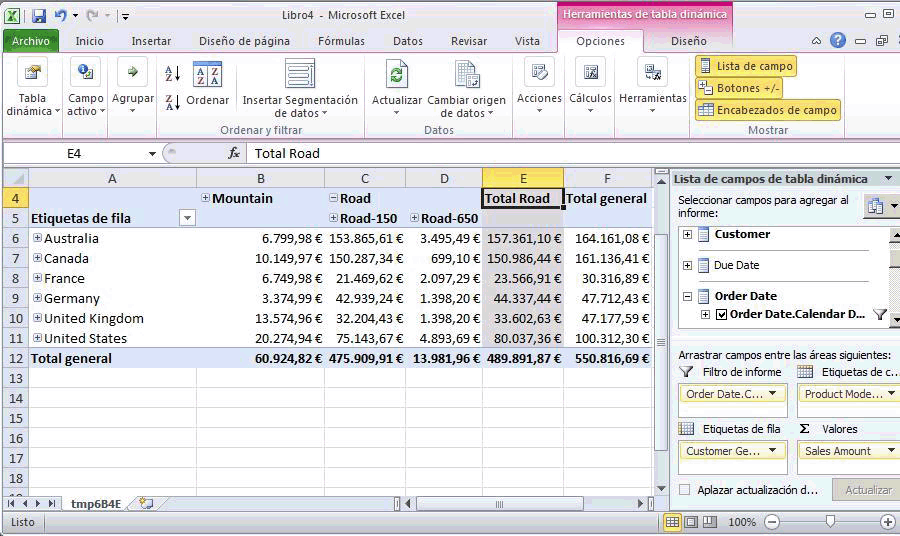 Libro4 - Microsoft Excel
Herramientas de tabla dinámica
Archivo Inicio Insertar Diseño de página Fórmulas Datos Revisar Vista Opciones Diseño
Tabla dinámica
Campo activo
Agrupar
Ordenar
Insertar Segmentación de datos
Ordenar y filtrar
Actualizar
Cambiar origen de datos
Datos
Acciones
Cálculos
Herramientas
Lista de campo
Botones +/-
Encabezados de campo
Mostrar
E4 fx Total Road
A B C D E F
4 Mountain Road Total Road Total general
5 Etiquetas de fila Road-150 Road-650
6 Australia 6.799,98 € 153.865,61 € 3.495,49 € 157.361,10 € 164.161,08 €
7 Canada 10.149,97 € 150.287,34 € 699,10 € 150.986,44 € 161.136,41 €
8 France 6.749,98 € 21.469,62 € 2.097,29 € 23.566,91 € 30.316,89 €
9 Germany 3.374,99 € 42.939,24 € 1.398,20 € 44.337,44 € 47.712,43 €
10 United Kingdom 13.574,96 € 32.204,43 € 1.398,20 € 33.602,63 € 47.177,59 €
11 United States 20.274,94 € 75.143,67 € 4.893,69 € 80.037,36 € 100.312,30 €
12 Total general 60.924,82 € 475.909,91 € 13.981,96 € 489.891,87 € 550.816,69 €
13
14
15
16
17
18
tmp6B4E
Listo
100%
Lista de campos de tabla dinámica
Seleccionar campos para agregar al
informe:
Customer
Due Date
Order Date
Order Date.Calendar D...
Arrastrar campos entre las áreas siguientes:
Filtro de informe
Etiquetas de c...
Order Date.C...
Product Mode...
Etiquetas de fila
Σ Valores
Customer Ge...
Sales Amount
Aplazar actualización d...
Actualizar